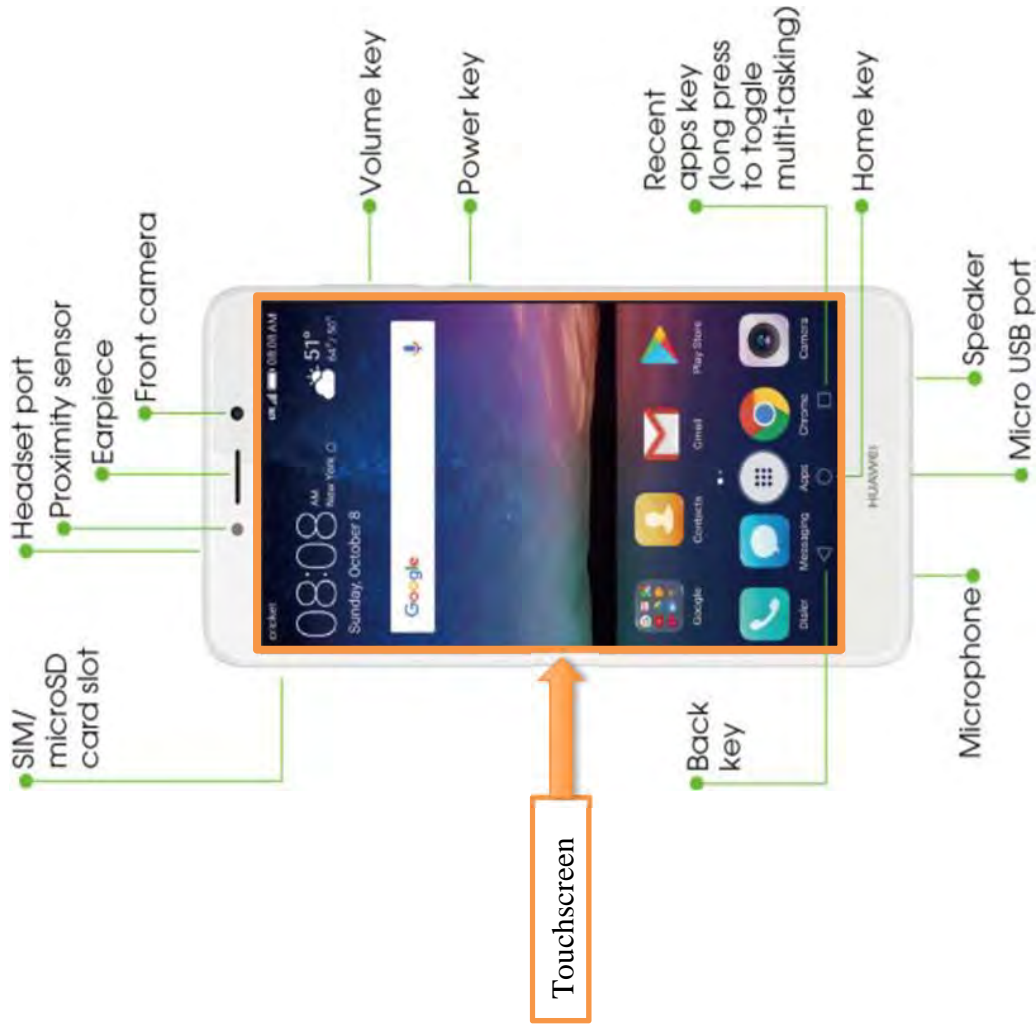 Headset port
Proximity sensor
Earpiece
Front camera
SIM/
microSD
card slot
Volume key
Power key
cricket
LTE 08:08 AM
08:08 AM
New York
Sunday, October 8
51°
64° / 50°
Google
Touchscreen
Google
Contacts
Gmail
Play Store
Dialer
Messaging
Apps
Chrome
Camera
HUAWEI
Recent
apps key
(long press
to toggle
multi-tasking)
Home key
Back
key
Microphone
Micro USB port
Speaker